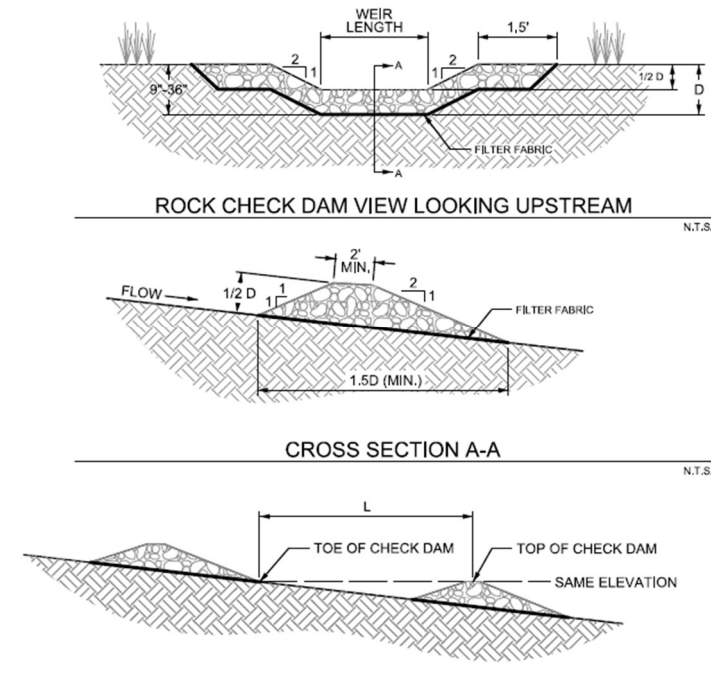 WEIR
LENGTH
1,5'
2
1
A
2
1
9"-36"
1/2 D
D
FILTER FABRIC
A
ROCK CHECK DAM VIEW LOOKING UPSTREAM
N.T.S.
2'
MIN.
FLOW
1/2 D
1
1
2
1
FILTER FABRIC
1.5D (MIN.)
CROSS SECTION A-A
N.T.S.
L
TOE OF CHECK DAM
TOP OF CHECK DAM
SAME ELEVATION